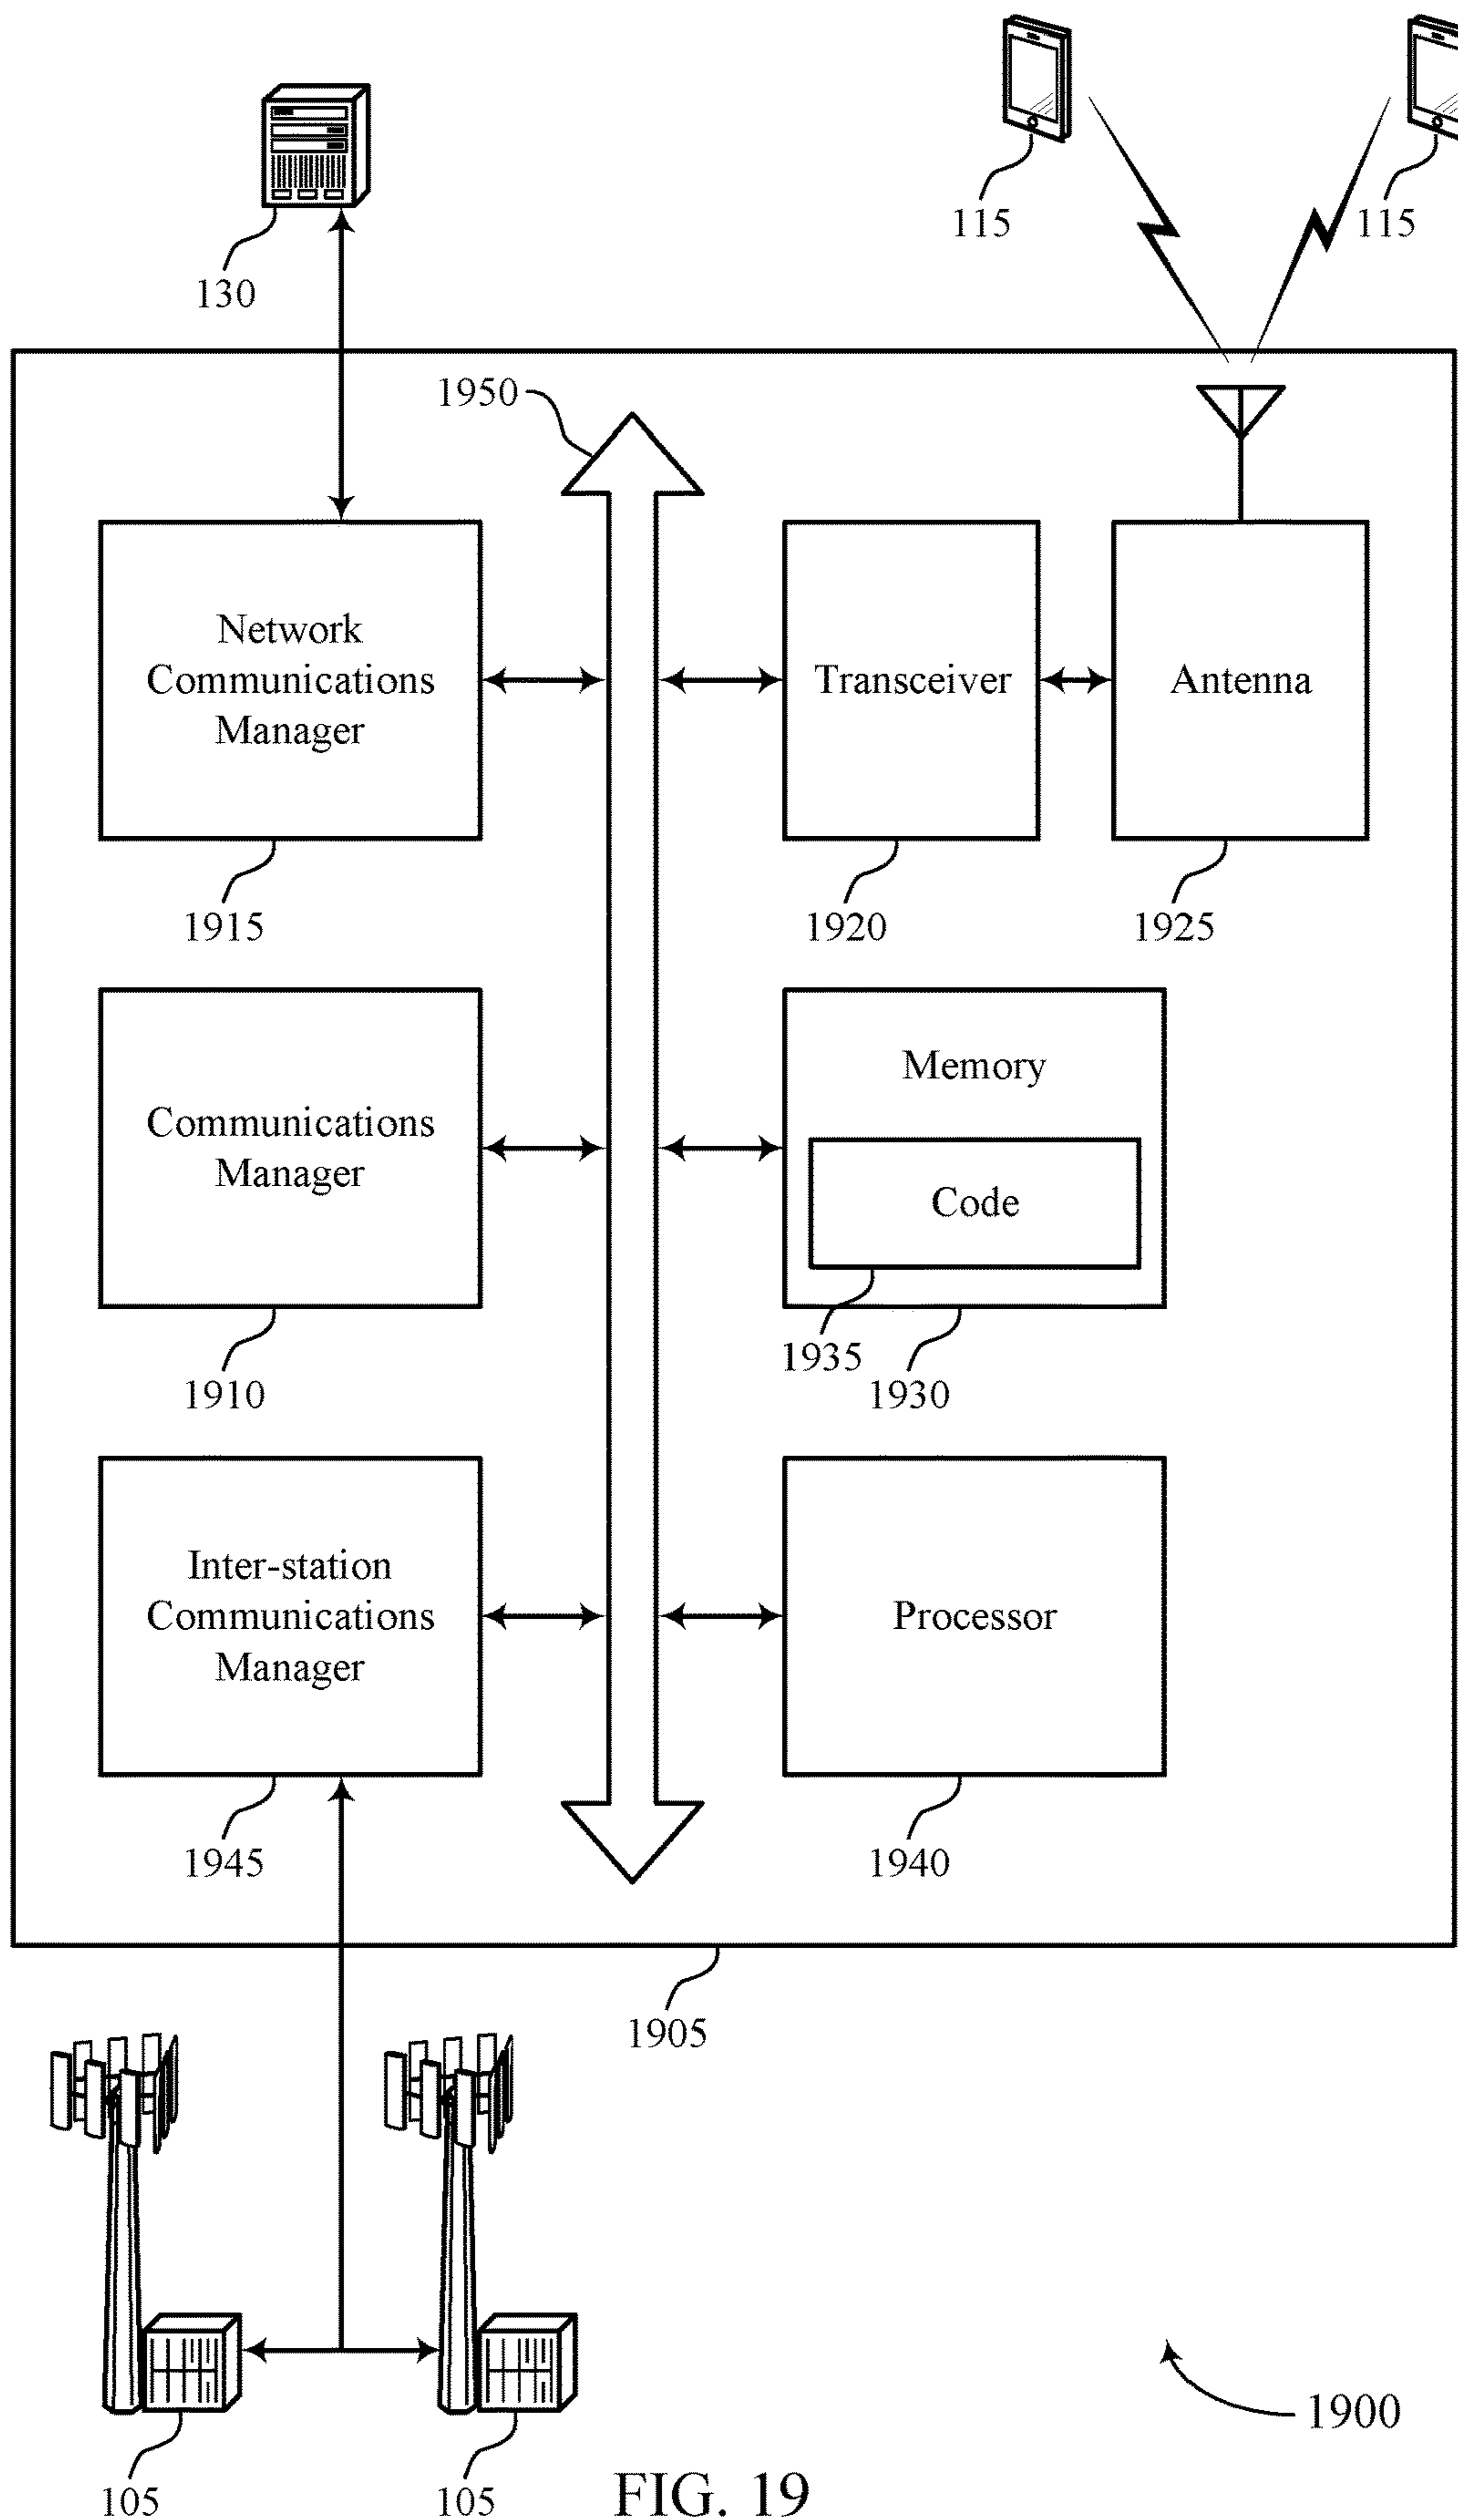 115
115
130
1950
Network
Communications
Manager
Transceiver
Antenna
1915
1920
1925
Communications
Manager
Memory
Code
1935
1910
1930
Inter-station
Communications
Manager
Processor
1945
1940
1905
1900
105
105
FIG. 19